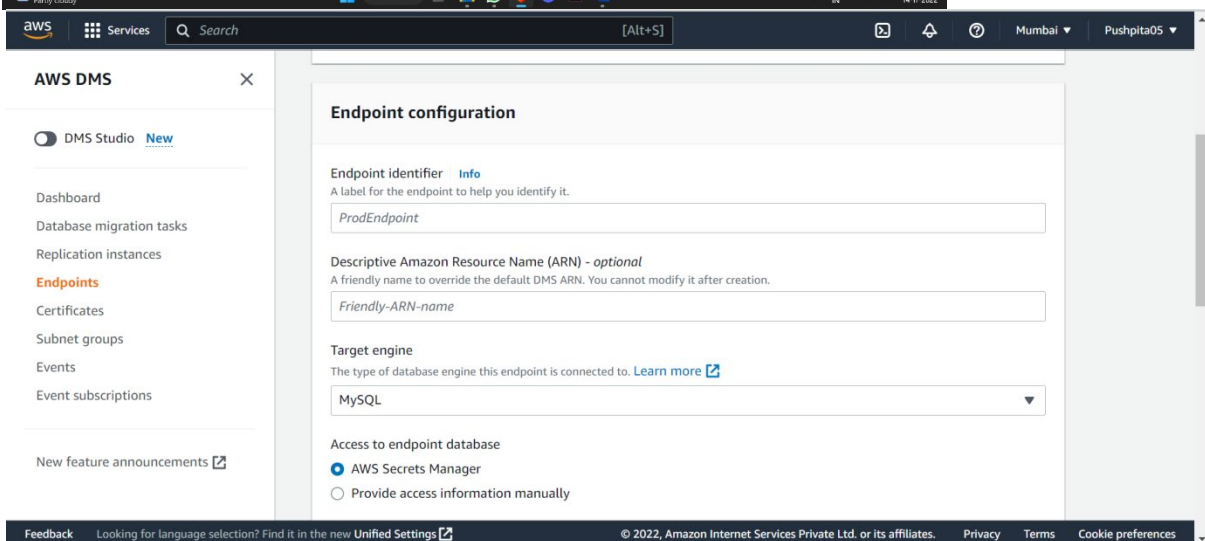 Partly cloudy
IN
14-11-2022
aws
Services
Search
[Alt+S]
Mumbai ▼
Pushpita05 ▼
AWS DMS
DMS Studio New
Dashboard
Database migration tasks
Replication instances
Endpoints
Certificates
Subnet groups
Events
Event subscriptions
New feature announcements
Endpoint configuration
Endpoint identifier Info
A label for the endpoint to help you identify it.
ProdEndpoint
Descriptive Amazon Resource Name (ARN) - optional
A friendly name to override the default DMS ARN. You cannot modify it after creation.
Friendly-ARN-name
Target engine
The type of database engine this endpoint is connected to. Learn more
MySQL
Access to endpoint database
AWS Secrets Manager
Provide access information manually
Feedback Looking for language selection? Find it in the new Unified Settings
© 2022, Amazon Internet Services Private Ltd. or its affiliates. Privacy Terms Cookie preferences